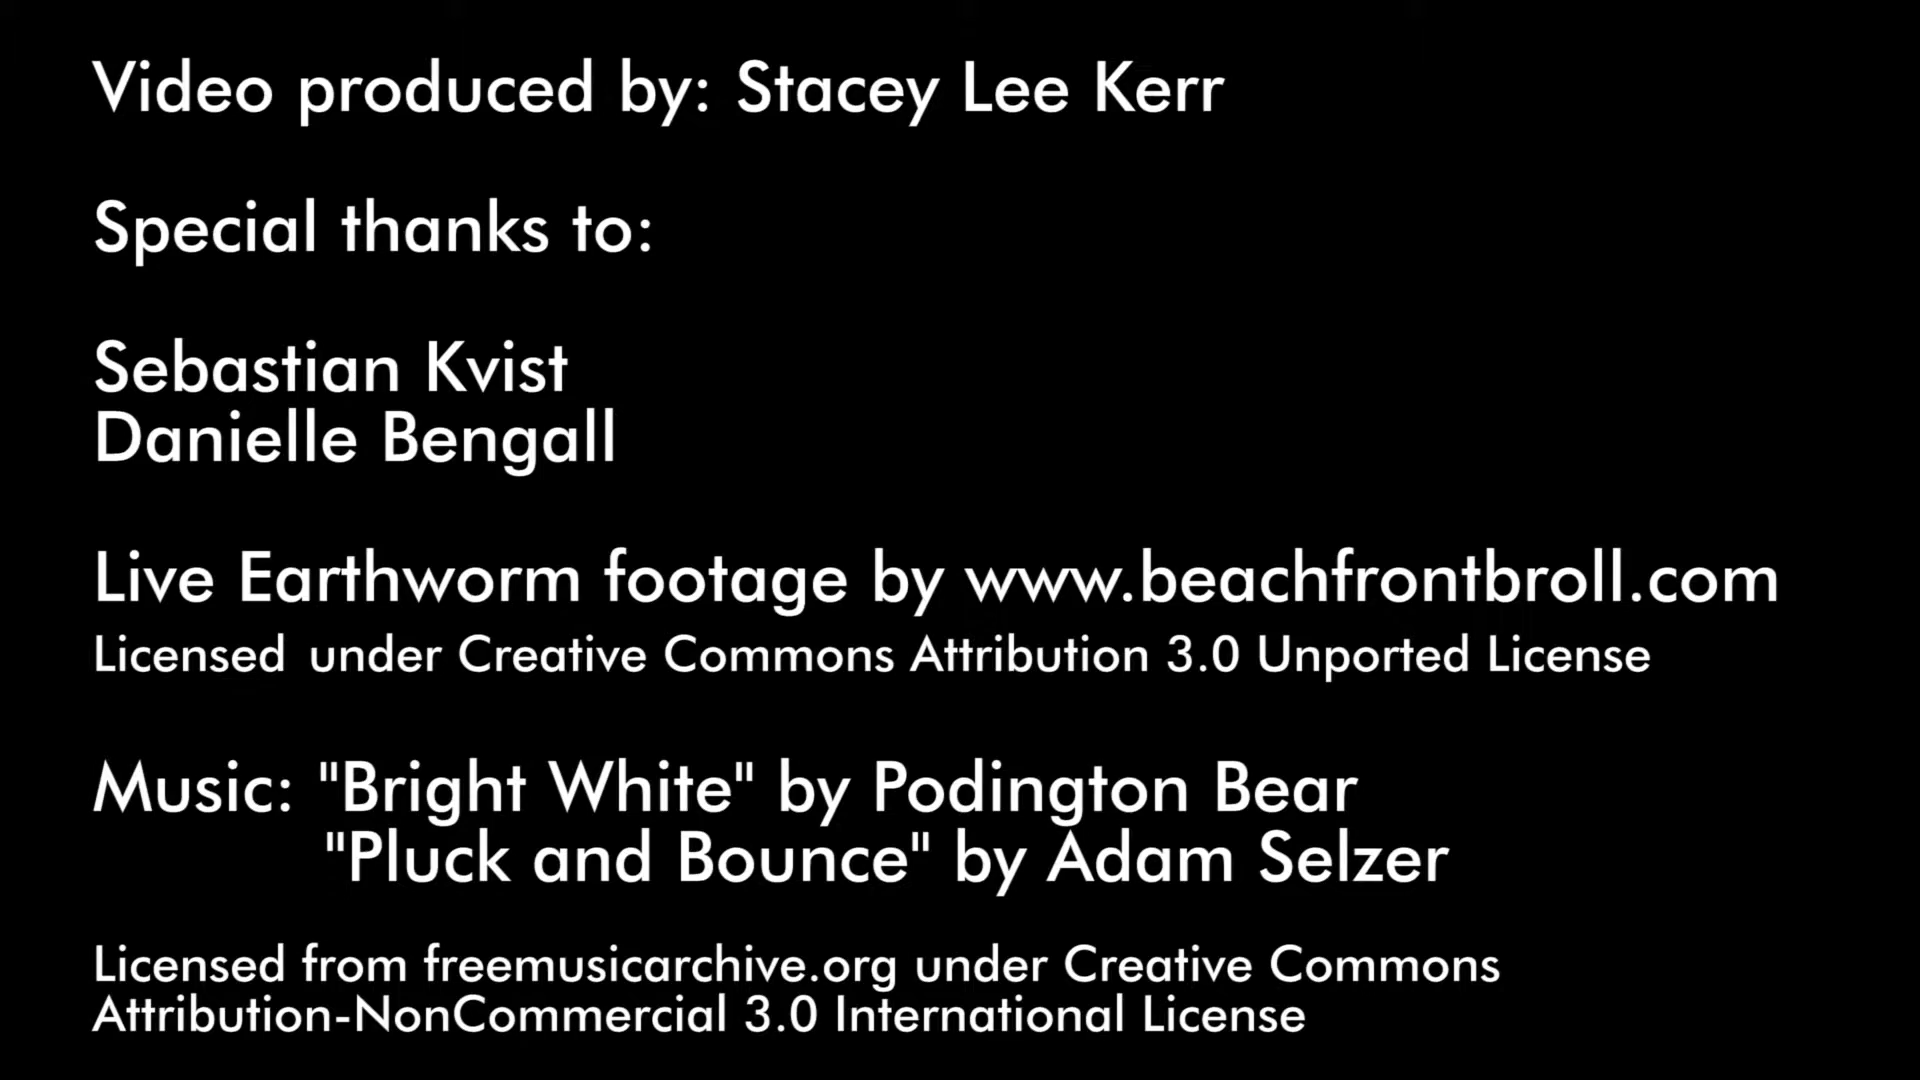 Video produced by: Stacey Lee Kerr
Special thanks to:
Sebastian Kvist
Danielle Bengall
Live Earthworm footage by www.beachfrontbroll.com
Licensed under Creative Commons Attribution 3.0 Unported License
Music: "Bright White" by Podington Bear
"Pluck and Bounce" by Adam Selzer
Licensed from freemusicarchive.org under Creative Commons
Attribution-NonCommercial 3.0 International License